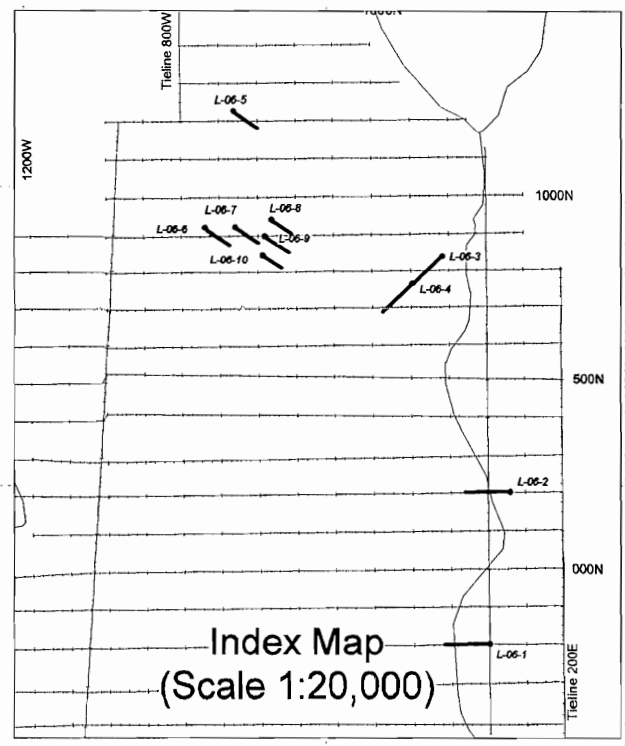 Tieline 800W
L-06-5
1200W
1000N
L-06-8
L-06-7
L-06-6
L-06-9
L-06-10
L-06-3
L-06-4
500N
L-06-2
000N
Index Map
(Scale 1:20,000)
L-06-1
Tieline 200E